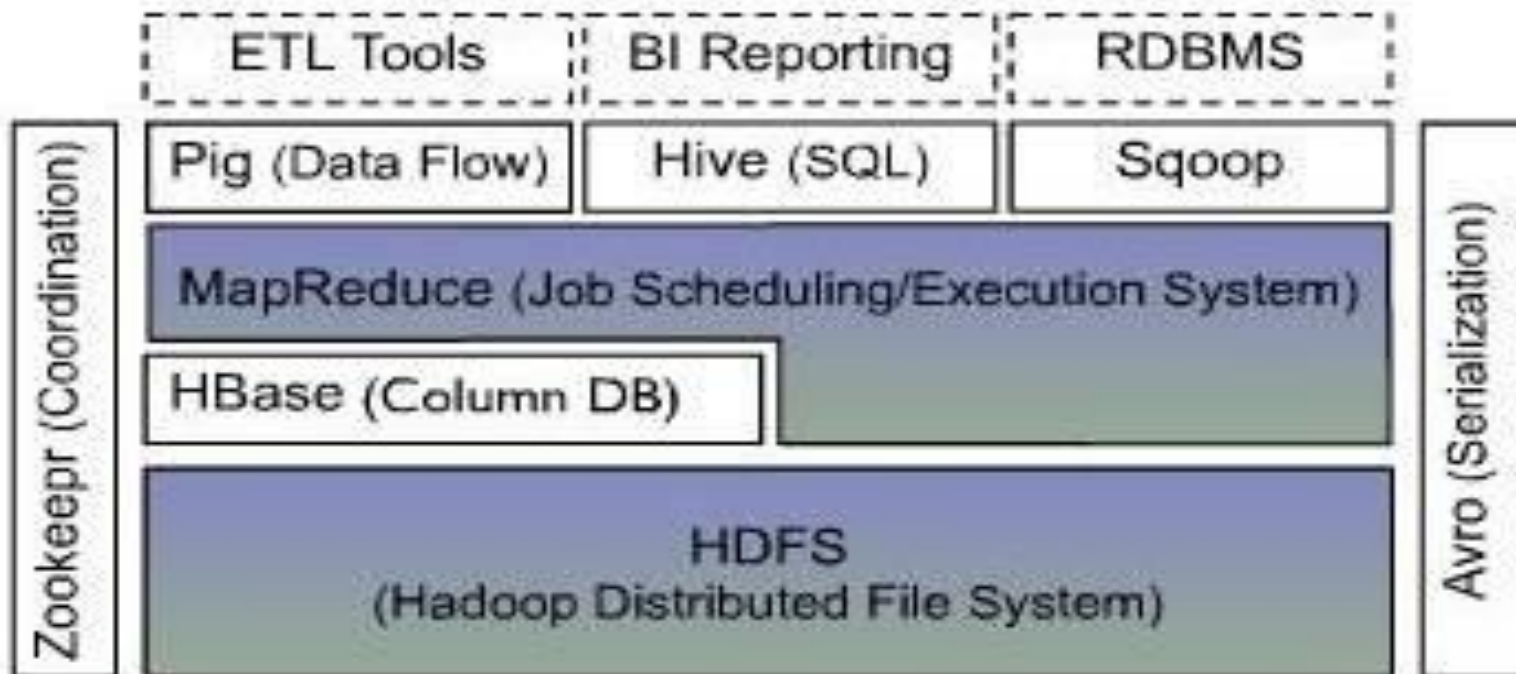 ETL Tools
BI Reporting
RDBMS
Zookeepr (Coordination)
Pig (Data Flow)
Hive (SQL)
Sqoop
Avro (Serialization)
MapReduce (Job Scheduling/Execution System)
HBase (Column DB)
HDFS
(Hadoop Distributed File System)